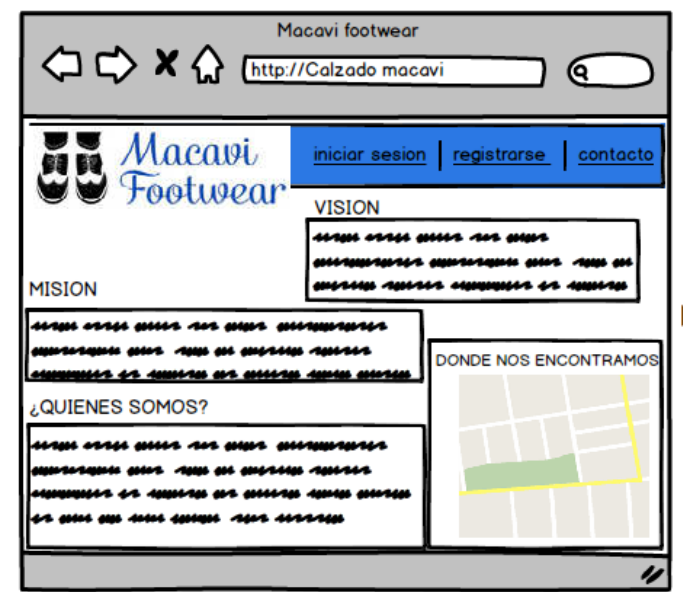 Macavi footwear
http://Calzado macavi
Macavi
Footwear
iniciar sesion | registrarse | contacto
VISION
MISION
DONDE NOS ENCONTRAMOS
¿QUIENES SOMOS?